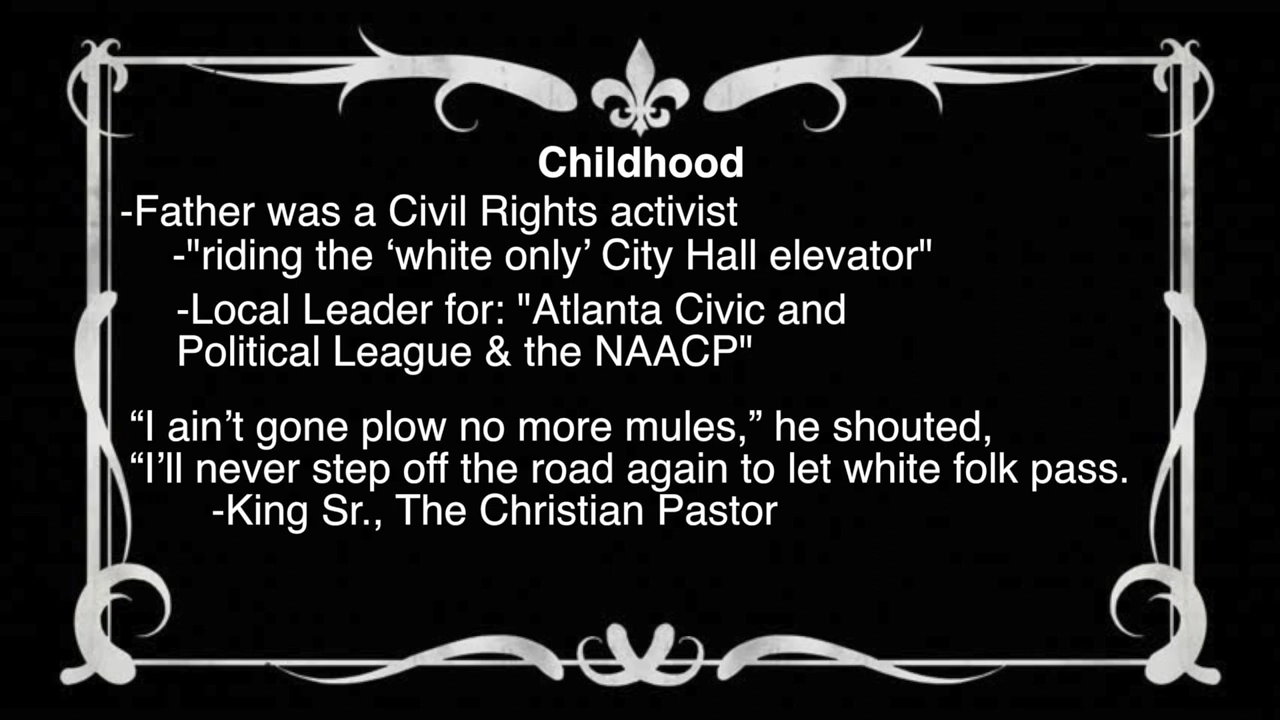 Childhood
-Father was a Civil Rights activist
-"riding the ‘white only’ City Hall elevator"
-Local Leader for: "Atlanta Civic and
Political League & the NAACP"
“I ain’t gone plow no more mules,” he shouted,
“I’ll never step off the road again to let white folk pass.
-King Sr., The Christian Pastor